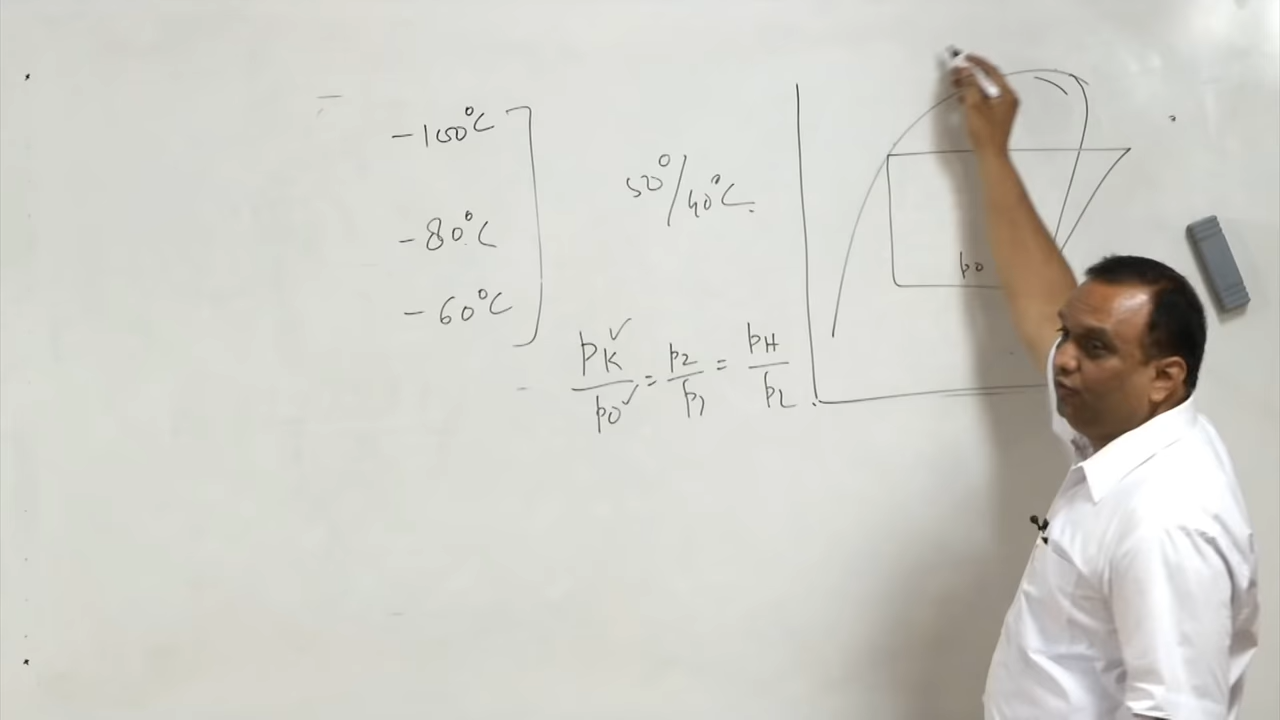 -100°C
-80°C
-60°C
50°/40°C.
pK/p0 = p2/p1 = pH/pL
p0